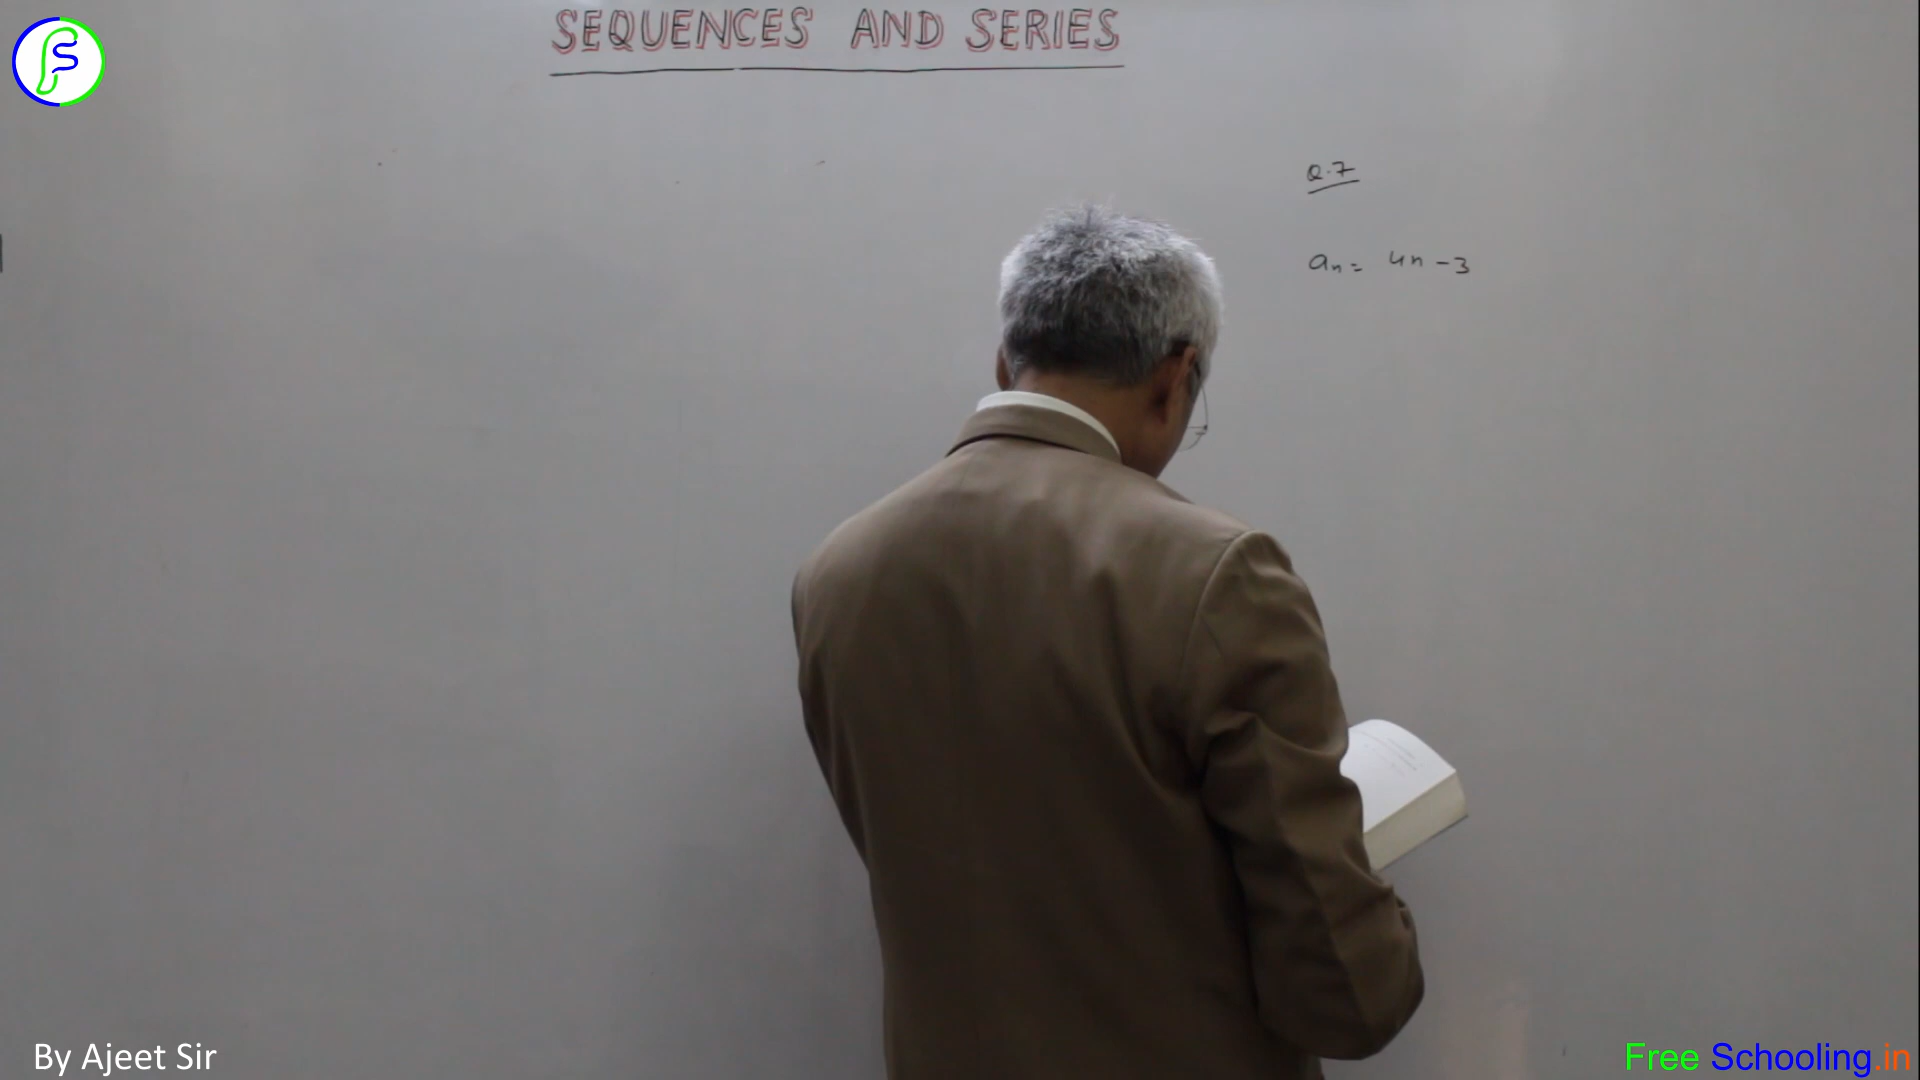 SEQUENCES AND SERIES
Q.7
an = 4n - 3
By Ajeet Sir
Free Schooling.in